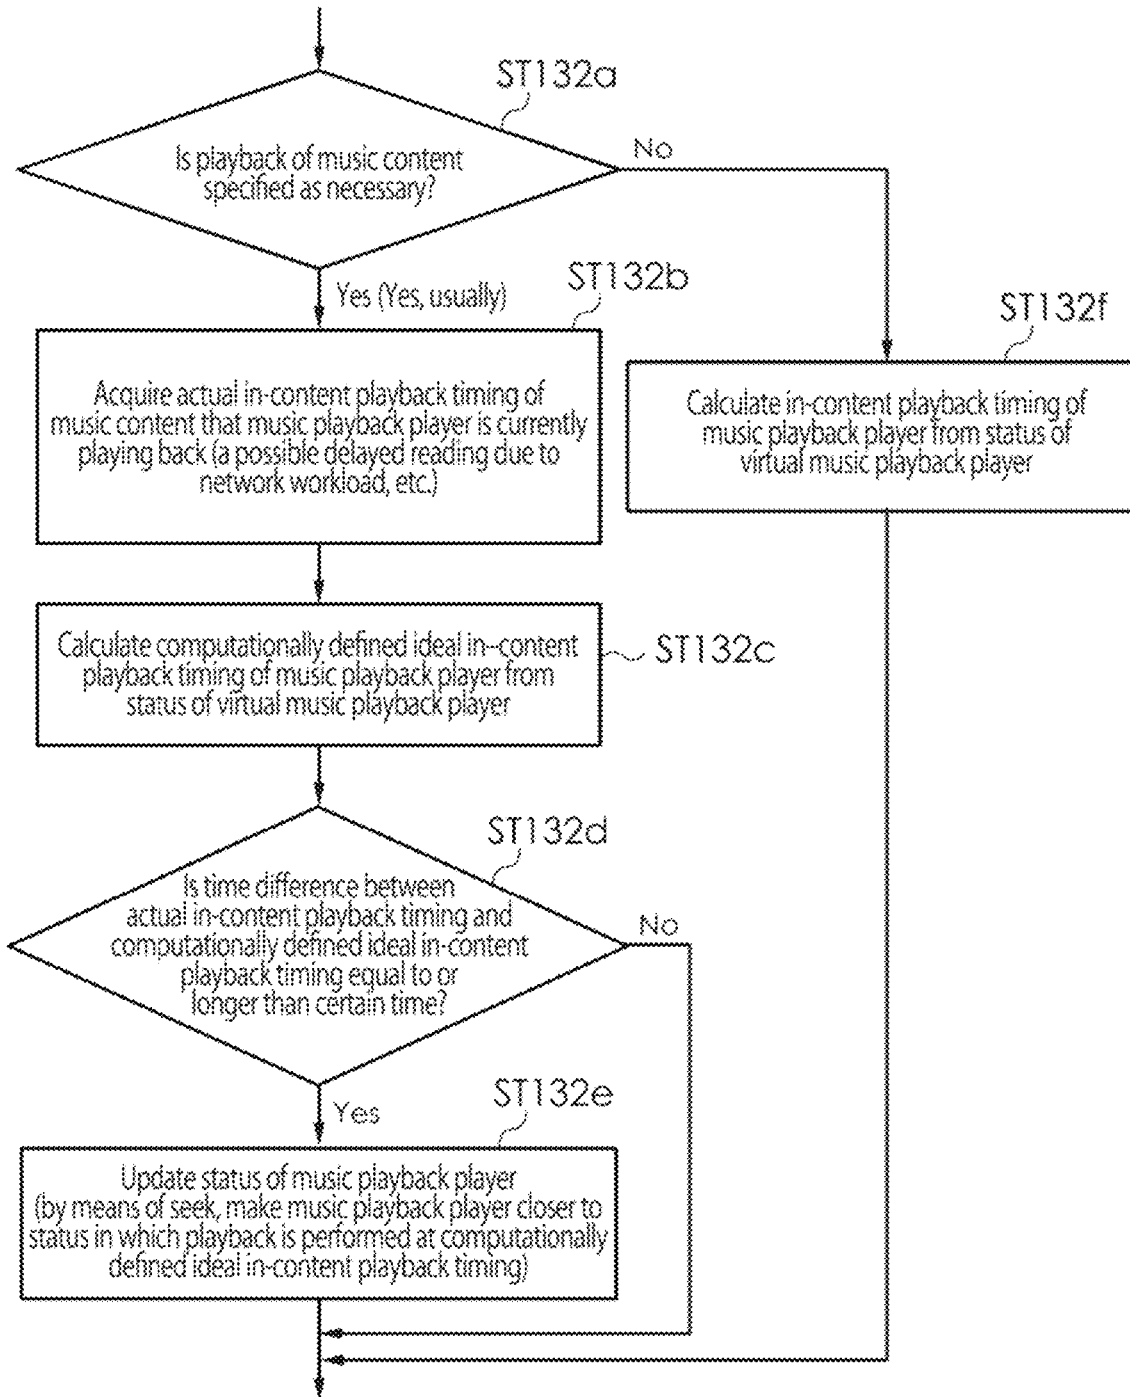 ST132a
Is playback of music content
specified as necessary?
No
Yes (Yes, usually)
ST132b
Acquire actual in-content playback timing of
music content that music playback player is currently
playing back (a possible delayed reading due to
network workload, etc.)
ST132f
Calculate in-content playback timing of
music playback player from status of
virtual music playback player
Calculate computationally defined ideal in--content
playback timing of music playback player from
status of virtual music playback player
ST132c
ST132d
Is time difference between
actual in-content playback timing and
computationally defined ideal in-content
playback timing equal to or
longer than certain time?
No
Yes
ST132e
Update status of music playback player
(by means of seek, make music playback player closer to
status in which playback is performed at computationally
defined ideal in-content playback timing)